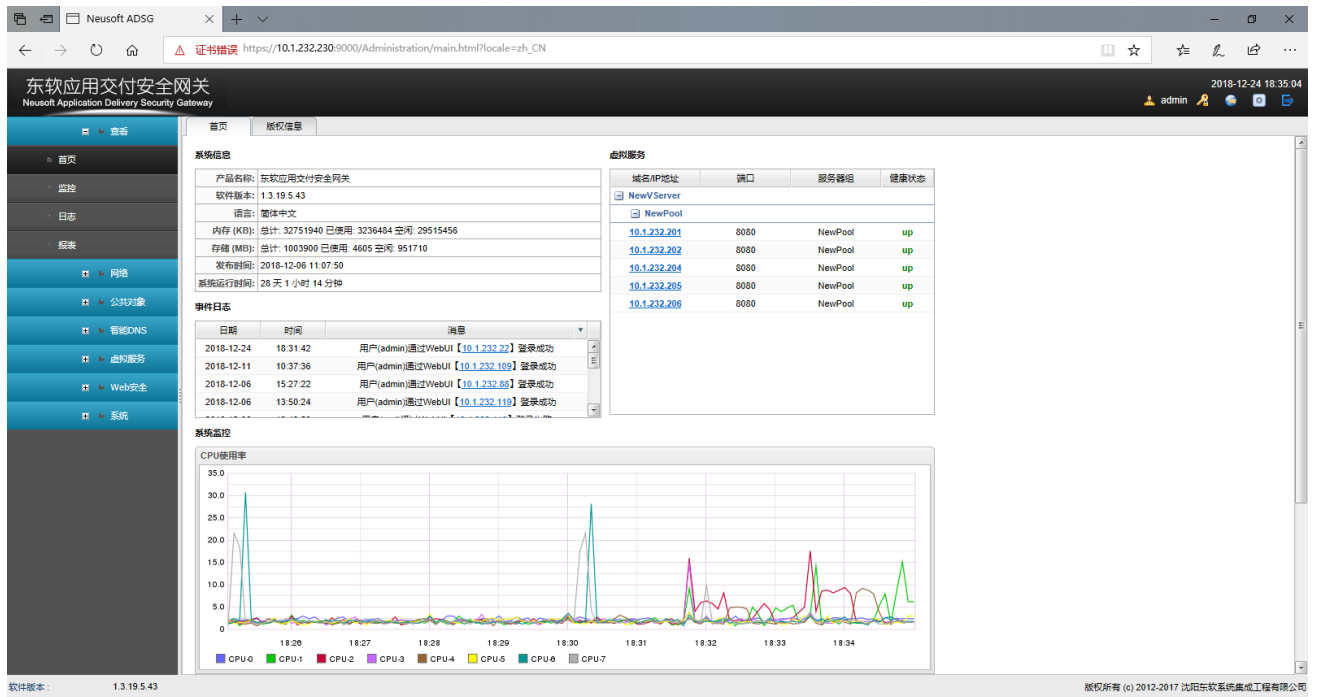 Neusoft ADSG
证书错误 https://10.1.232.230:9000/Administration/main.html?locale=zh_CN
东软应用交付安全网关
Neusoft Application Delivery Security Gateway
2018-12-24 18:35:04
admin
查看
首页
监控
日志
报表
网络
公共对象
智能DNS
虚拟服务
Web安全
系统
首页 版权信息
系统信息
产品名称: 东软应用交付安全网关
软件版本: 1.3.19.5.43
语言: 简体中文
内存 (KB): 总计: 32751940 已使用: 3236484 空闲: 29515456
存储 (MB): 总计: 1003900 已使用: 4605 空闲: 951710
发布时间: 2018-12-06 11:07:50
系统运行时间: 28 天 1 小时 14 分钟
事件日志
日期 时间 消息
2018-12-24 18:31:42 用户(admin)通过WebUI【10.1.232.22】登录成功
2018-12-11 10:37:36 用户(admin)通过WebUI【10.1.232.109】登录成功
2018-12-06 15:27:22 用户(admin)通过WebUI【10.1.232.88】登录成功
2018-12-06 13:50:24 用户(admin)通过WebUI【10.1.232.119】登录成功
虚拟服务
域名/IP地址 端口 服务器组 健康状态
NewVServer
NewPool
10.1.232.201 8080 NewPool up
10.1.232.202 8080 NewPool up
10.1.232.204 8080 NewPool up
10.1.232.205 8080 NewPool up
10.1.232.206 8080 NewPool up
系统监控
CPU使用率
35.0
30.0
25.0
20.0
15.0
10.0
5.0
0
18:26 18:27 18:28 18:29 18:30 18:31 18:32 18:33 18:34
CPU-0 CPU-1 CPU-2 CPU-3 CPU-4 CPU-5 CPU-6 CPU-7
软件版本: 1.3.19.5.43
版权所有 (c) 2012-2017 沈阳东软系统集成工程有限公司